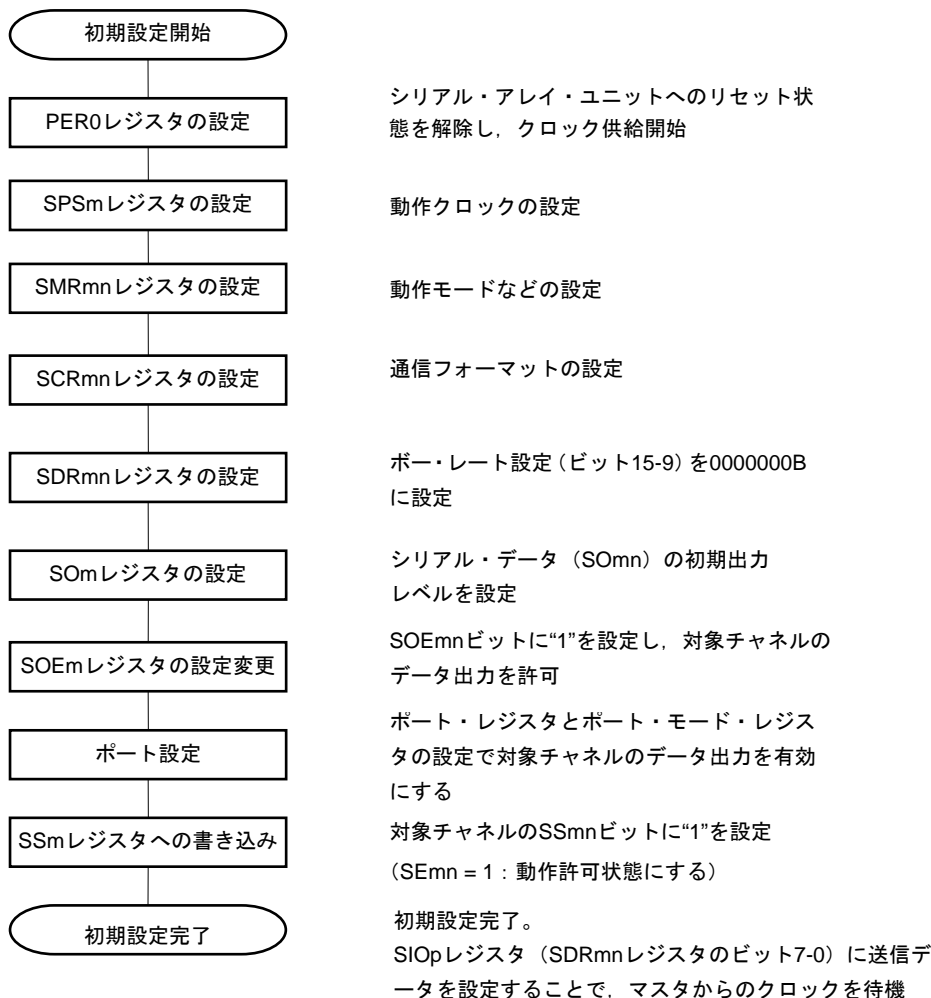 初期設定開始
PER0レジスタの設定
シリアル・アレイ・ユニットへのリセット状
態を解除し，クロック供給開始
SPSmレジスタの設定
動作クロックの設定
SMRmnレジスタの設定
動作モードなどの設定
SCRmnレジスタの設定
通信フォーマットの設定
SDRmnレジスタの設定
ボー・レート設定（ビット15-9）を0000000B
に設定
SOmレジスタの設定
シリアル・データ（SOmn）の初期出力
レベルを設定
SOEmレジスタの設定変更
SOEmnビットに“1”を設定し，対象チャネルの
データ出力を許可
ポート設定
ポート・レジスタとポート・モード・レジス
タの設定で対象チャネルのデータ出力を有効
にする
SSmレジスタへの書き込み
対象チャネルのSSmnビットに“1”を設定
（SEmn = 1：動作許可状態にする）
初期設定完了
初期設定完了。
SIOpレジスタ（SDRmnレジスタのビット7-0）に送信デ
ータを設定することで，マスタからのクロックを待機